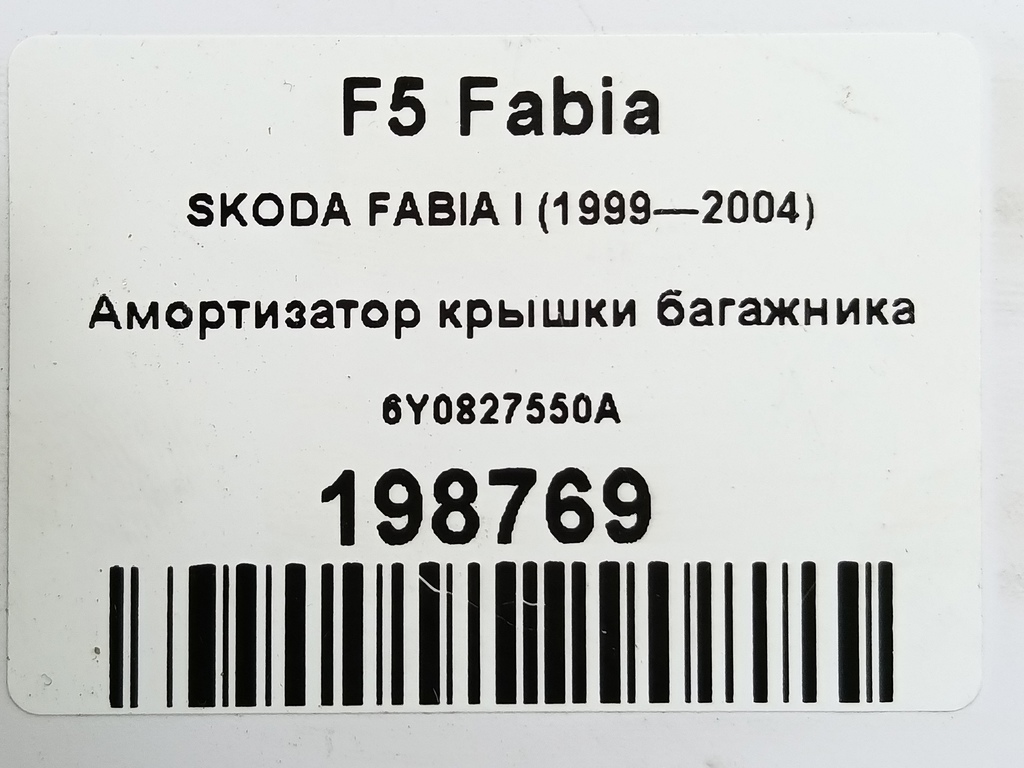 F5 Fabia
SKODA FABIA I (1999—2004)
Амортизатор крышки багажника
6Y0827550A
198769